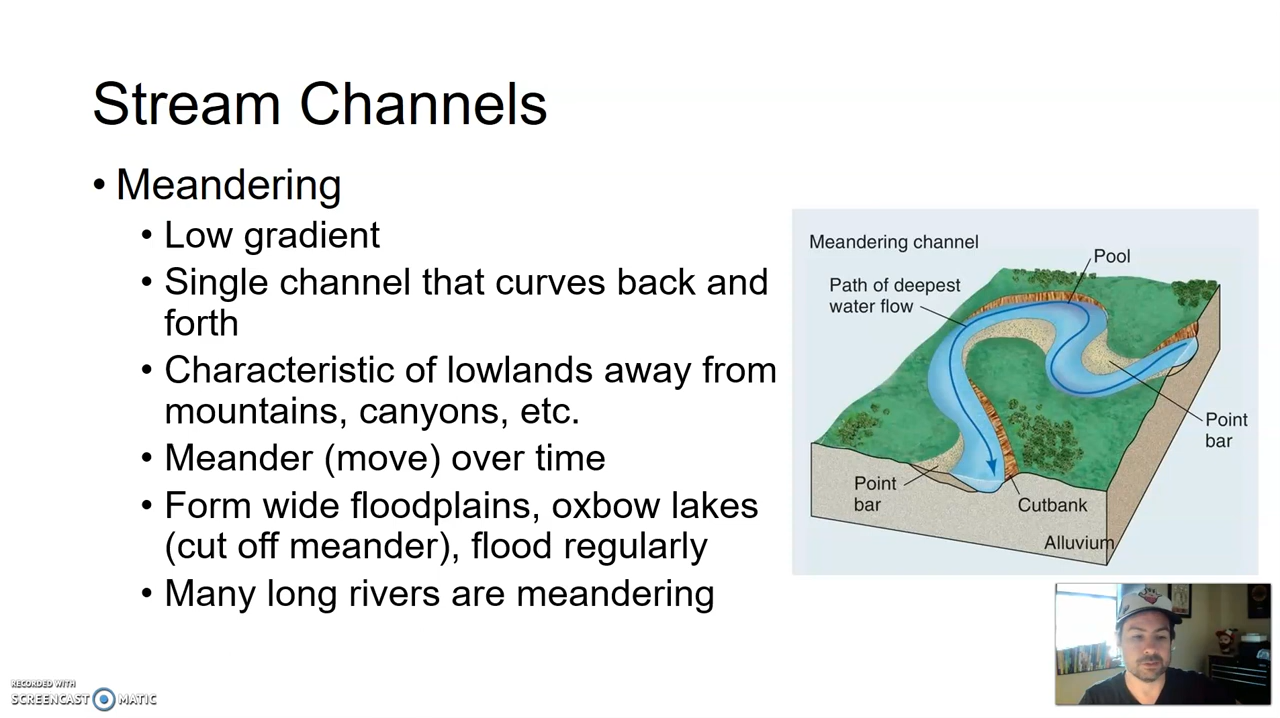 Stream Channels
• Meandering
• Low gradient
• Single channel that curves back and
forth
• Characteristic of lowlands away from
mountains, canyons, etc.
• Meander (move) over time
• Form wide floodplains, oxbow lakes
(cut off meander), flood regularly
• Many long rivers are meandering
Meandering channel
Pool
Path of deepest
water flow
Point
bar
Point
bar
Cutbank
Alluvium
RECORDED WITH
SCREENCAST MATIC